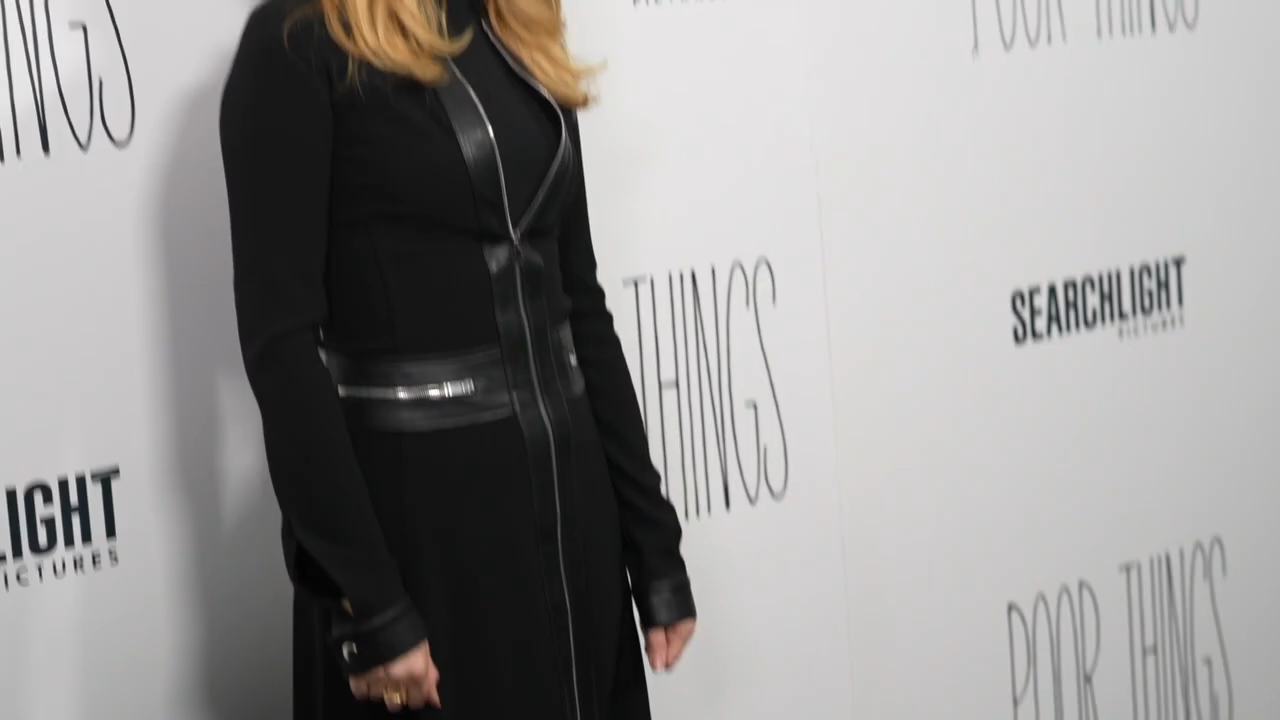 POOR THINGS
THINGS
SEARCHLIGHT
PICTURES
LIGHT
PICTURES
POOR THINGS